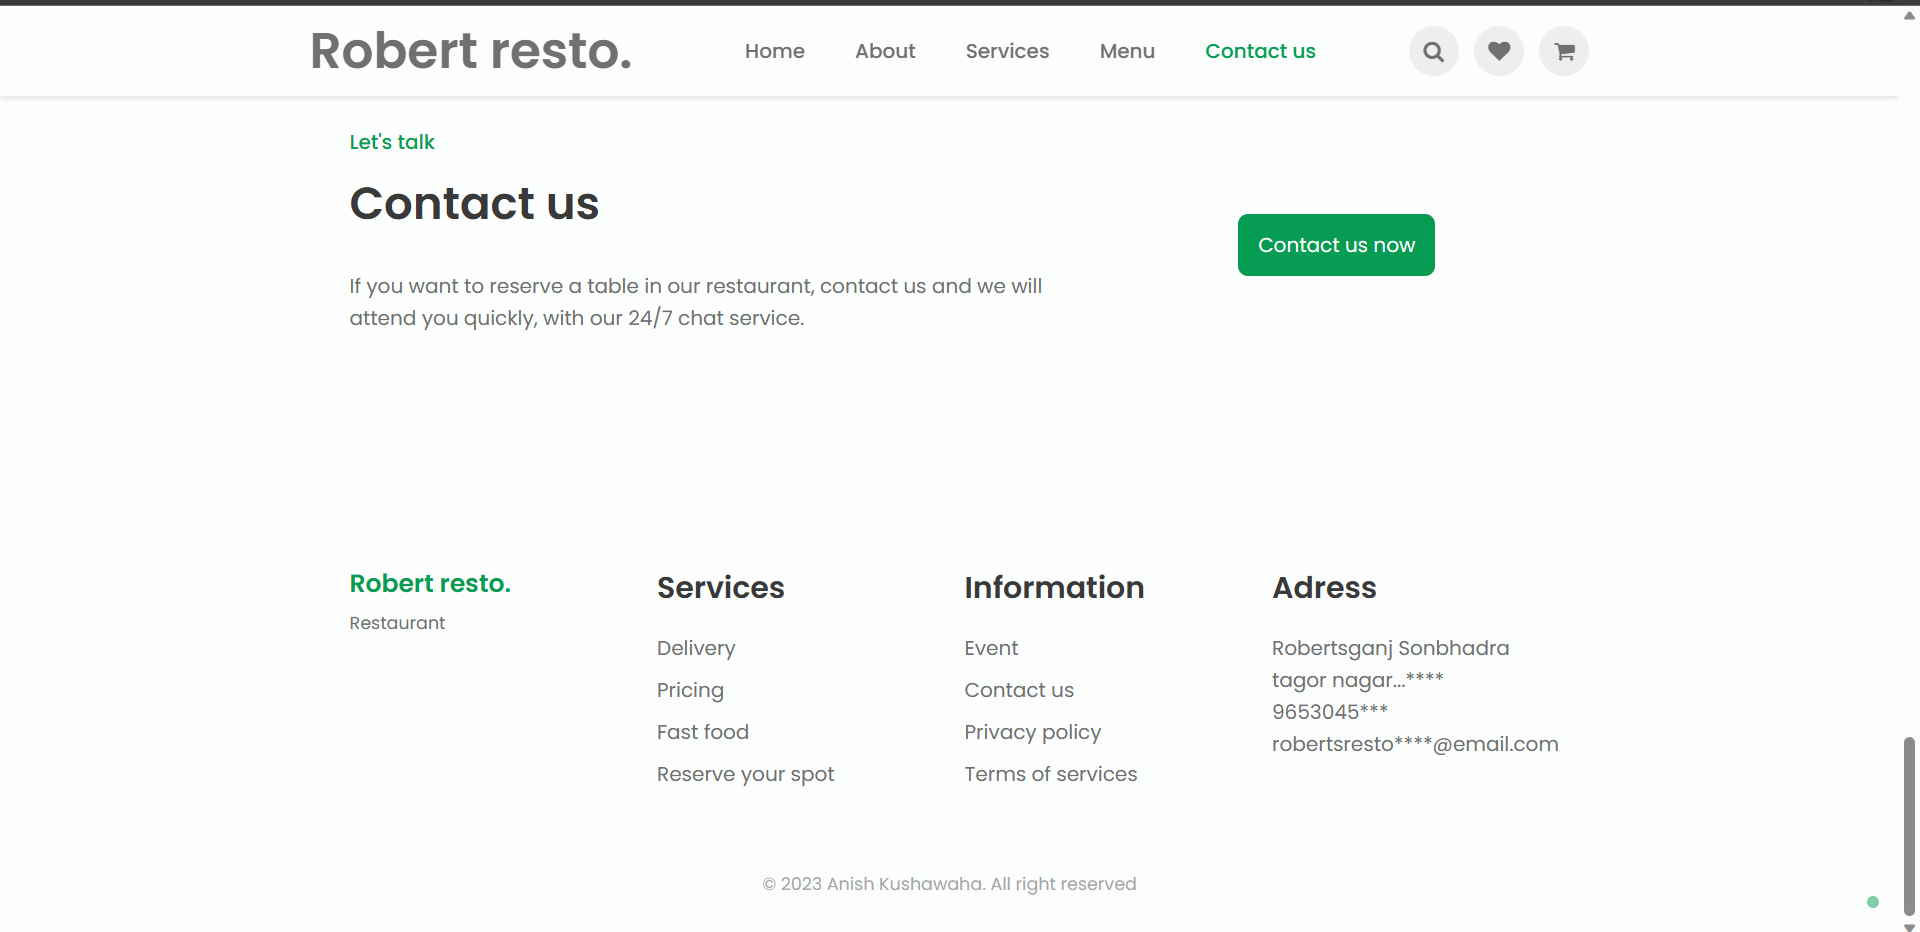 Robert resto.
Home
About
Services
Menu
Contact us
Let's talk
Contact us
If you want to reserve a table in our restaurant, contact us and we will
attend you quickly, with our 24/7 chat service.
Contact us now
Robert resto.
Restaurant
Services
Delivery
Pricing
Fast food
Reserve your spot
Information
Event
Contact us
Privacy policy
Terms of services
Adress
Robertsganj Sonbhadra
tagor nagar...****
9653045***
robertsresto****@email.com
© 2023 Anish Kushawaha. All right reserved